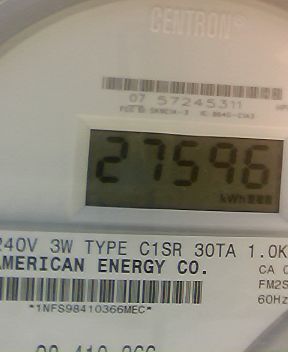 CENTRON®
07 57245311
27596
kWh
240V 3W TYPE C1SR 30TA 1.0K
AMERICAN ENERGY CO.
CA
FM2S
60Hz
*1NFS98410366MEC*